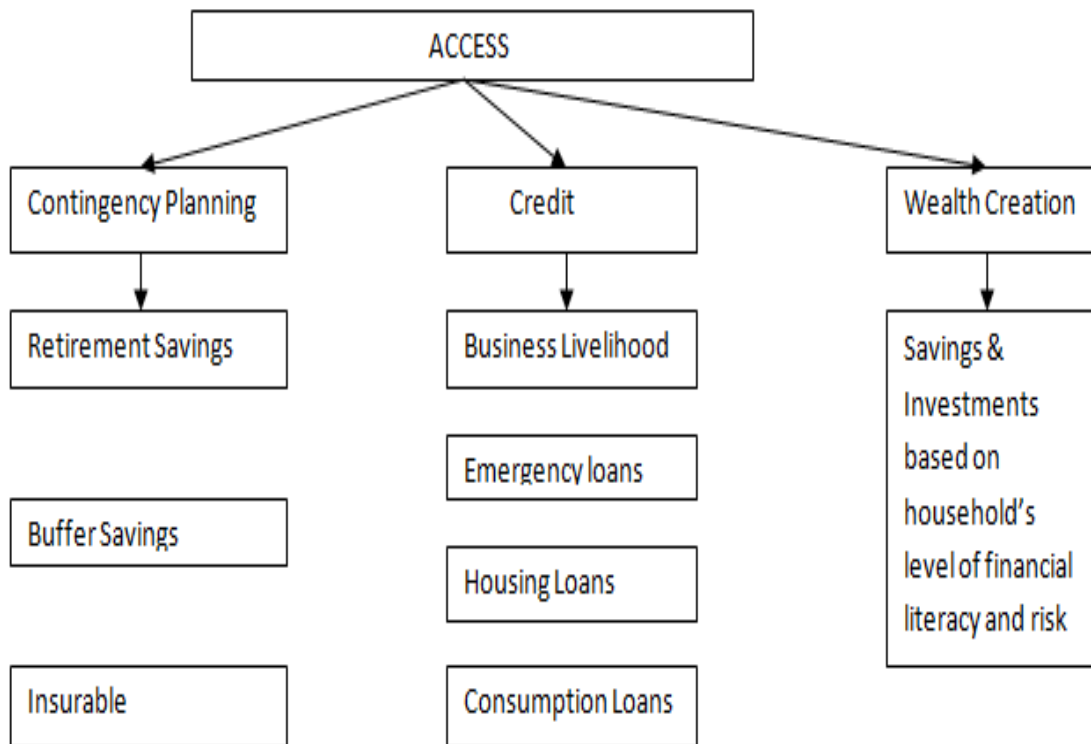 ACCESS
Contingency Planning
Credit
Wealth Creation
Retirement Savings
Business Livelihood
Savings &
Investments
based on
household's
level of financial
literacy and risk
Emergency loans
Buffer Savings
Housing Loans
Insurable
Consumption Loans